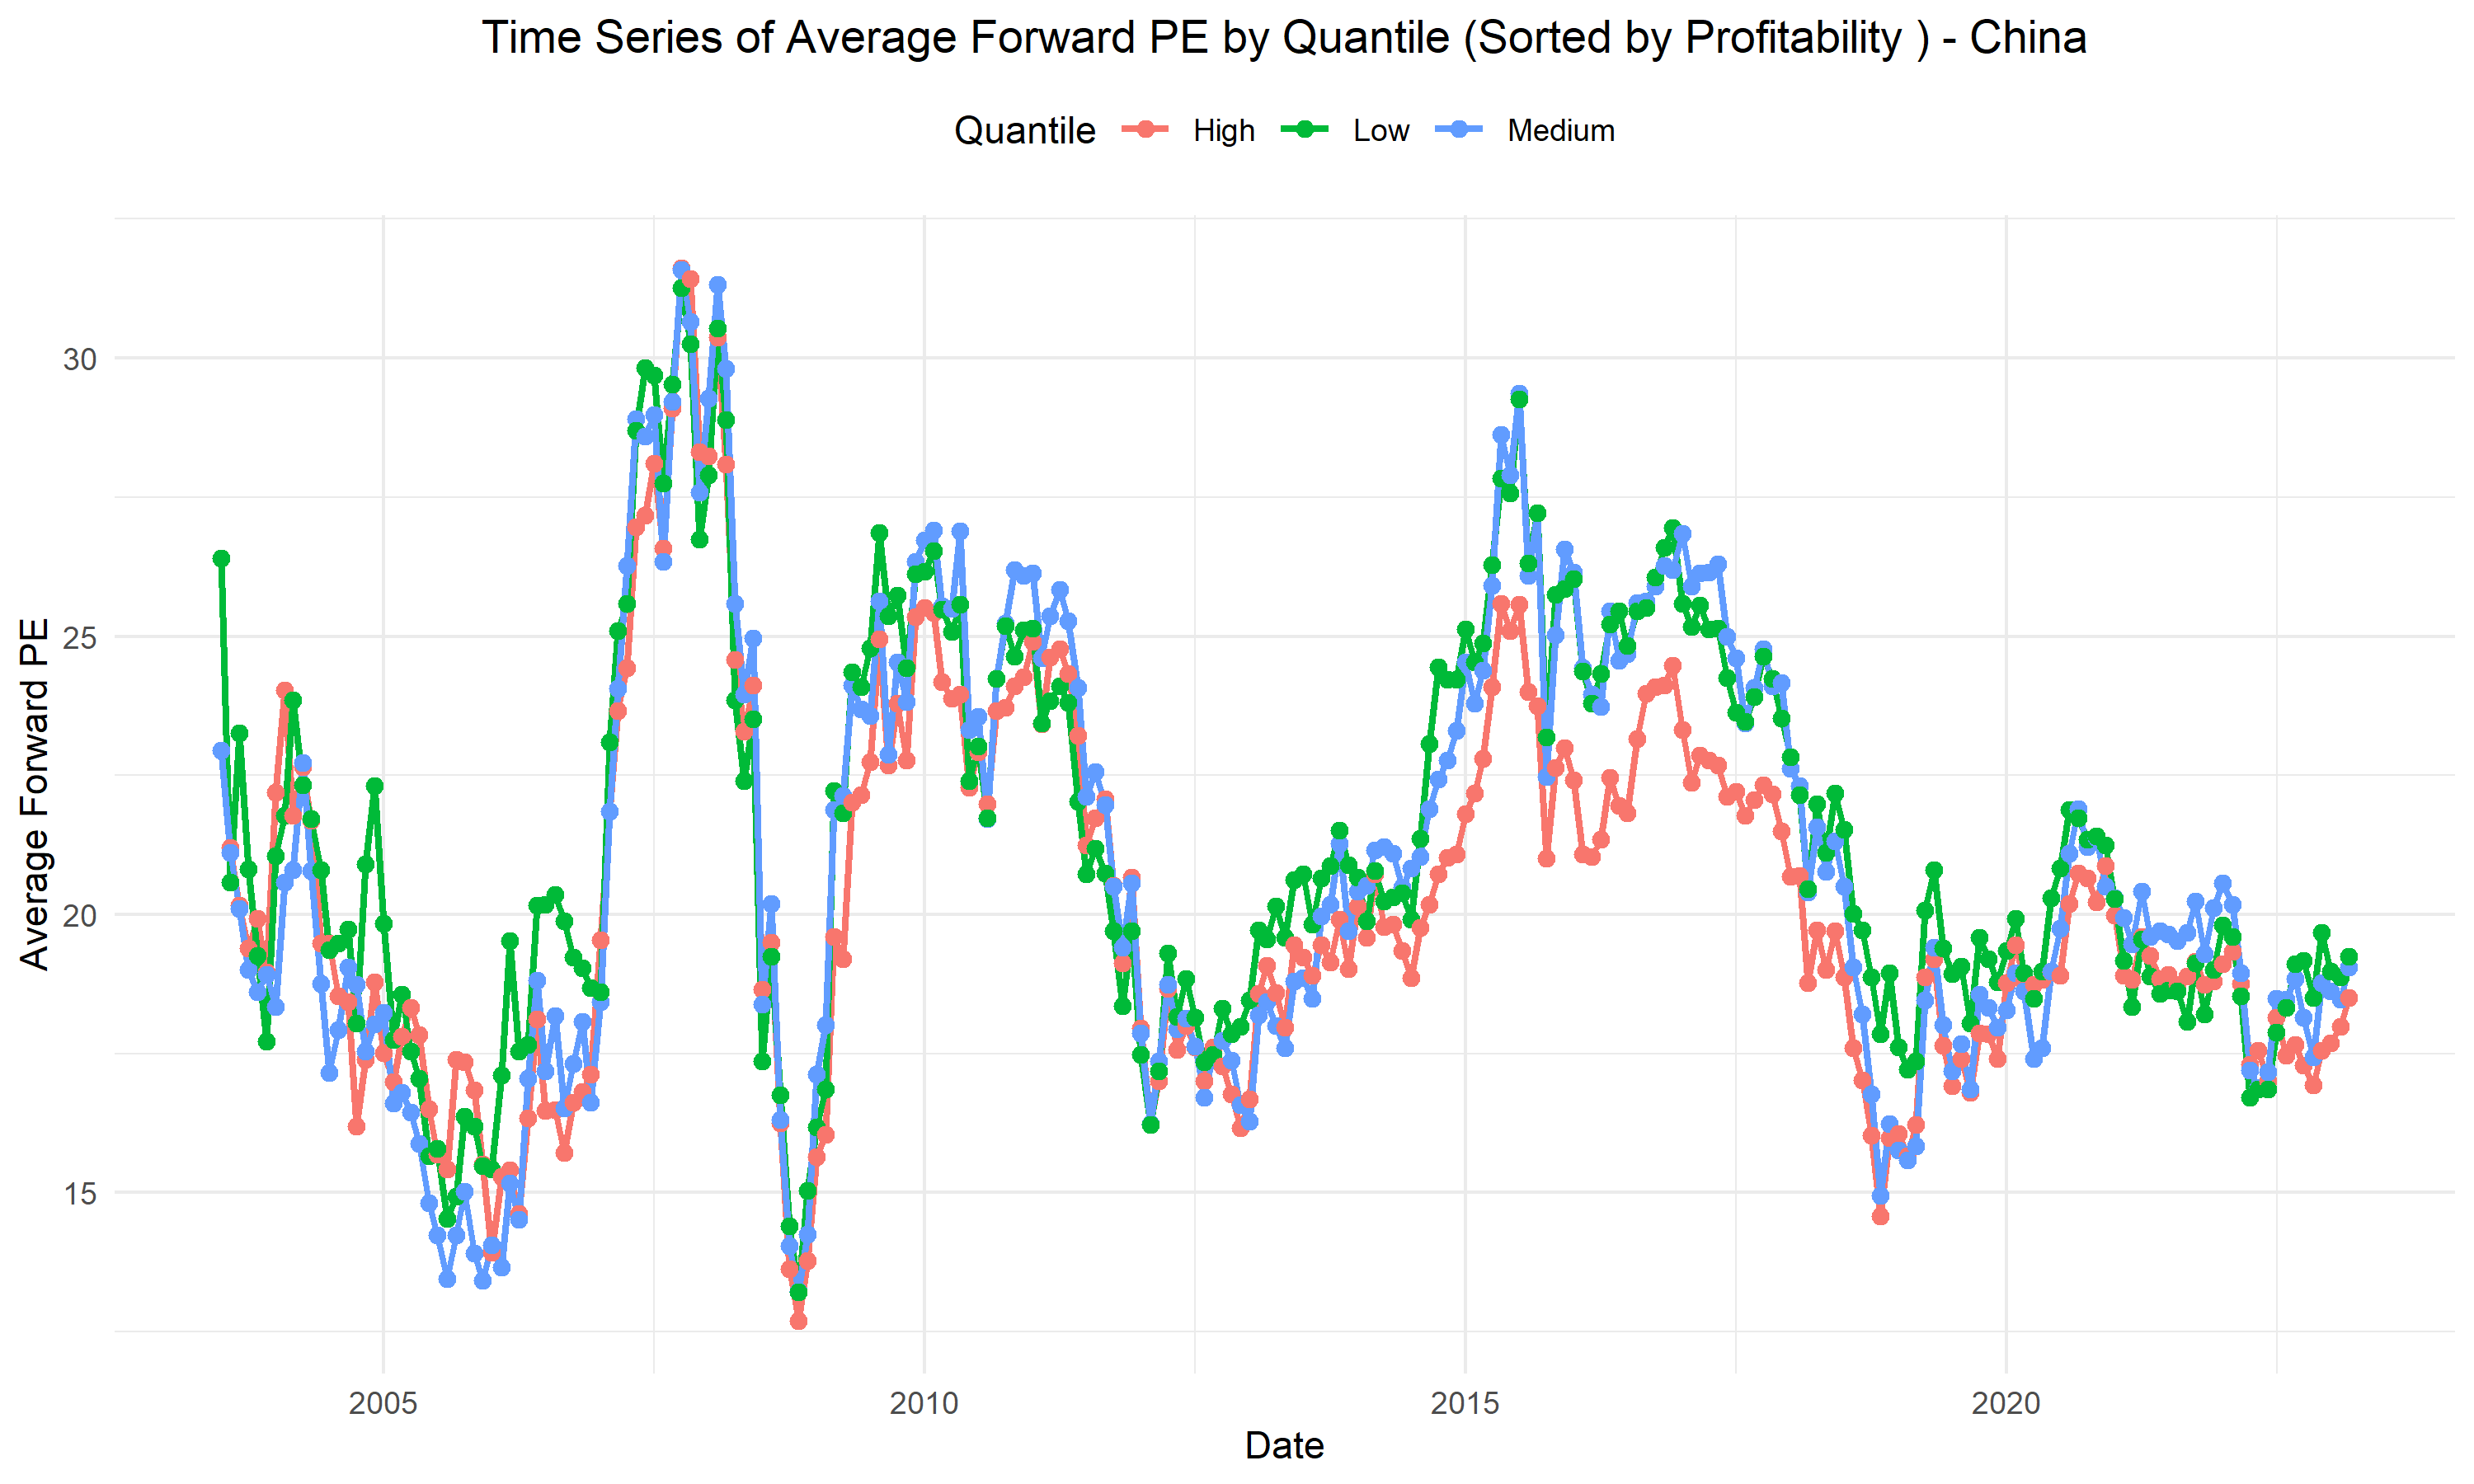 Time Series of Average Forward PE by Quantile (Sorted by Profitability ) - China
Quantile High Low Medium
Average Forward PE
30
25
20
15
2005 2010 2015 2020
Date